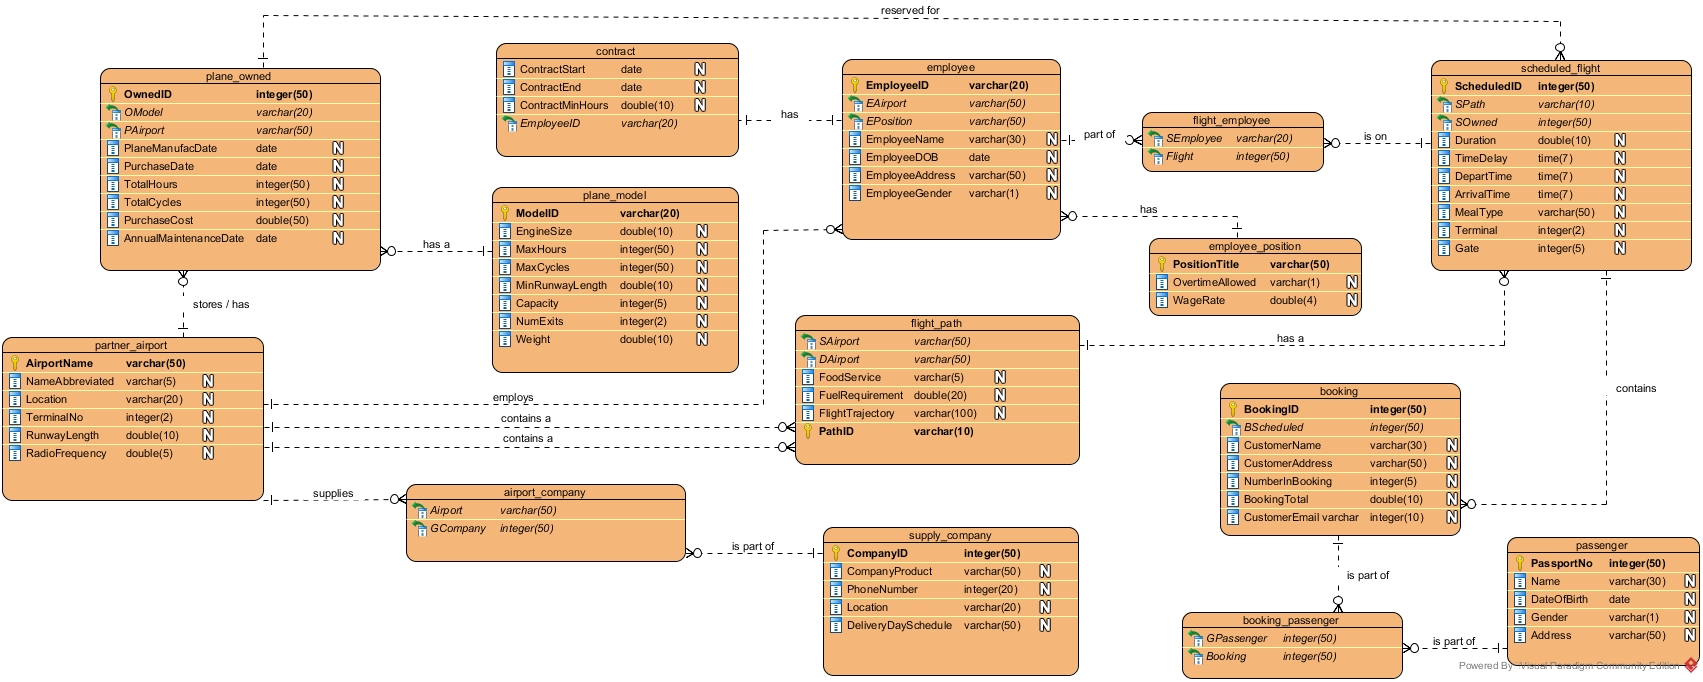 reserved for
plane_owned
OwnedID integer(50)
OModel varchar(20)
PAirport varchar(50)
PlaneManufacDate date N
PurchaseDate date N
TotalHours integer(50) N
TotalCycles integer(50) N
PurchaseCost double(50) N
AnnualMaintenanceDate date N
contract
ContractStart date N
ContractEnd date N
ContractMinHours double(10) N
EmployeeID varchar(20)
has
employee
EmployeeID varchar(20)
EAirport varchar(50)
EPosition varchar(50)
EmployeeName varchar(30) N
EmployeeDOB date N
EmployeeAddress varchar(50) N
EmployeeGender varchar(1) N
part of
flight_employee
SEmployee varchar(20)
Flight integer(50)
is on
scheduled_flight
ScheduledID integer(50)
SPath varchar(10)
SOwned integer(50)
Duration double(10) N
TimeDelay time(7) N
DepartTime time(7) N
ArrivalTime time(7) N
MealType varchar(50) N
Terminal integer(2) N
Gate integer(5) N
has a
plane_model
ModelID varchar(20)
EngineSize double(10) N
MaxHours integer(50) N
MaxCycles integer(50) N
MinRunwayLength double(10) N
Capacity integer(5) N
NumExits integer(2) N
Weight double(10) N
has
employee_position
PositionTitle varchar(50)
OvertimeAllowed varchar(1) N
WageRate double(4) N
stores / has
partner_airport
AirportName varchar(50)
NameAbbreviated varchar(5) N
Location varchar(20) N
TerminalNo integer(2) N
RunwayLength double(10) N
RadioFrequency double(5) N
employs
contains a
contains a
supplies
flight_path
SAirport varchar(50)
DAirport varchar(50)
FoodService varchar(5) N
FuelRequirement double(20) N
FlightTrajectory varchar(100) N
PathID varchar(10)
has a
contains
booking
BookingID integer(50)
BScheduled integer(50)
CustomerName varchar(30) N
CustomerAddress varchar(50) N
NumberInBooking integer(5) N
BookingTotal double(10) N
CustomerEmail varchar integer(10) N
airport_company
Airport varchar(50)
GCompany integer(50)
is part of
supply_company
CompanyID integer(50)
CompanyProduct varchar(50) N
PhoneNumber integer(20) N
Location varchar(20) N
DeliveryDaySchedule varchar(50) N
is part of
booking_passenger
GPassenger integer(50)
Booking integer(50)
is part of
passenger
PassportNo integer(50)
Name varchar(30) N
DateOfBirth date N
Gender varchar(1) N
Address varchar(50) N
Powered By Visual Paradigm Community Edition